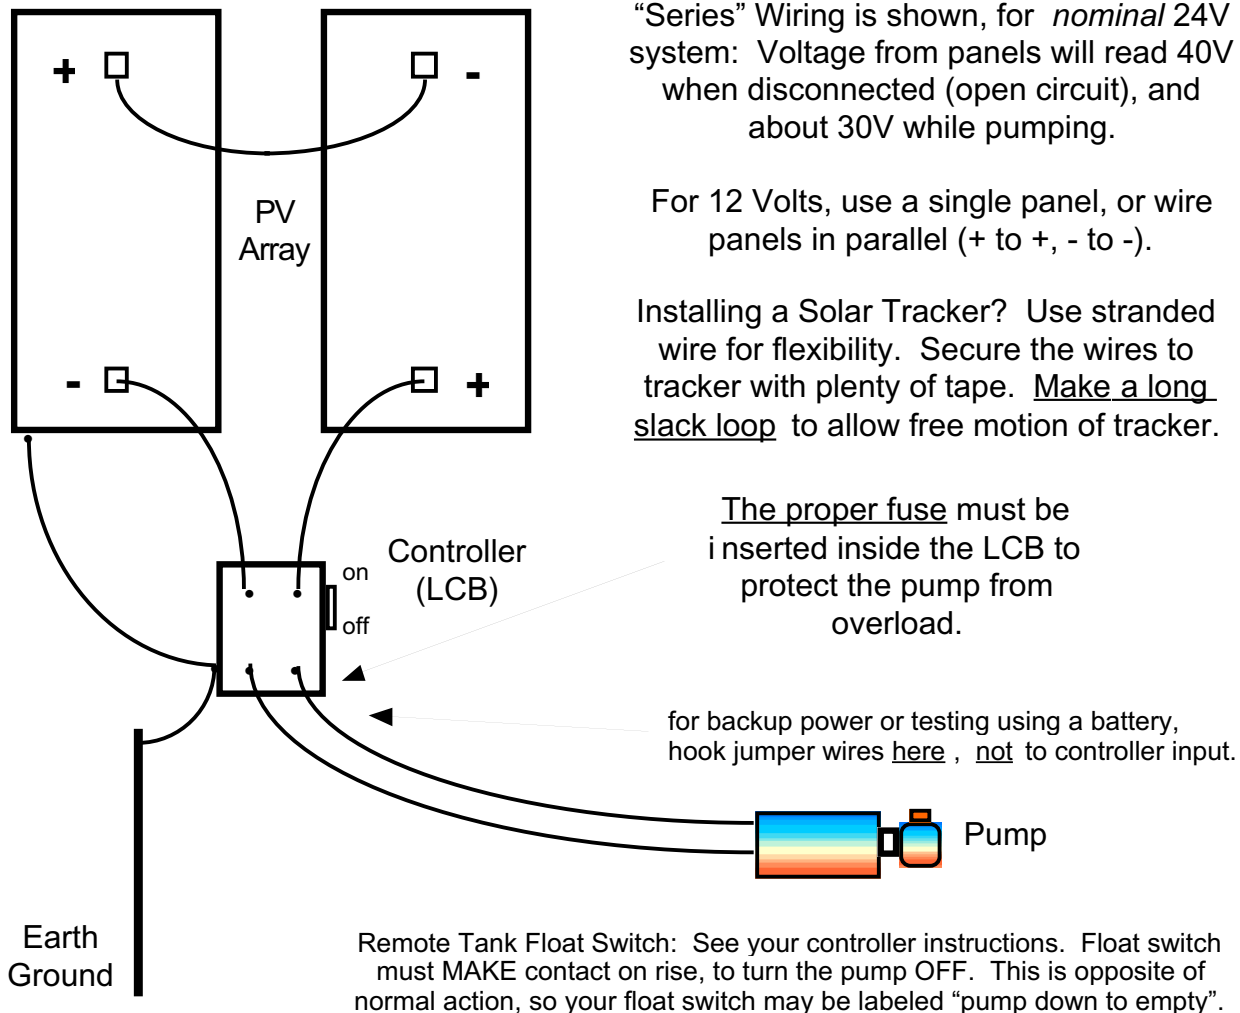 “Series” Wiring is shown, for nominal 24V
system: Voltage from panels will read 40V
when disconnected (open circuit), and
about 30V while pumping.
+
-
PV
Array
For 12 Volts, use a single panel, or wire
panels in parallel (+ to +, - to -).
Installing a Solar Tracker? Use stranded
wire for flexibility. Secure the wires to
tracker with plenty of tape. Make a long
slack loop to allow free motion of tracker.
-
+
The proper fuse must be
inserted inside the LCB to
protect the pump from
overload.
Controller
(LCB)
on
off
for backup power or testing using a battery,
hook jumper wires here , not to controller input.
Pump
Earth
Ground
Remote Tank Float Switch: See your controller instructions. Float switch
must MAKE contact on rise, to turn the pump OFF. This is opposite of
normal action, so your float switch may be labeled “pump down to empty”.